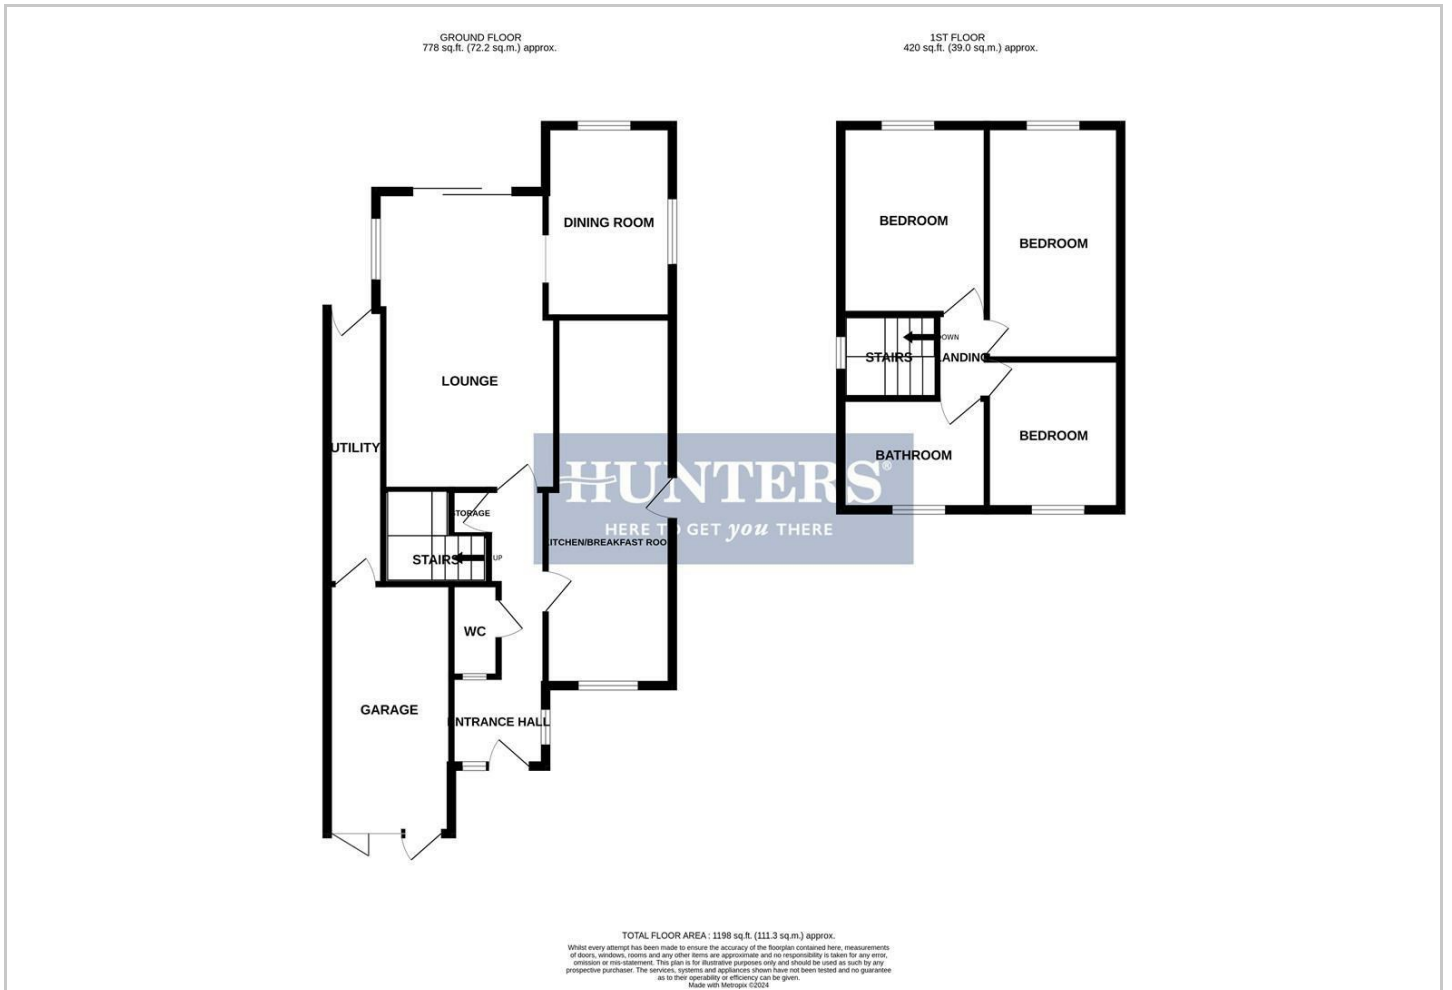 GROUND FLOOR
778 sq.ft. (72.2 sq.m.) approx.
1ST FLOOR
420 sq.ft. (39.0 sq.m.) approx.
DINING ROOM
LOUNGE
UTILITY
STORAGE
STAIRS
UP
KITCHEN/BREAKFAST ROOM
WC
GARAGE
ENTRANCE HALL
BEDROOM
BEDROOM
DOWN
STAIRS
LANDING
BEDROOM
BATHROOM
HUNTERS®
HERE TO GET you THERE
TOTAL FLOOR AREA : 1198 sq.ft. (111.3 sq.m.) approx.
Whilst every attempt has been made to ensure the accuracy of the floorplan contained here, measurements
of doors, windows, rooms and any other items are approximate and no responsibility is taken for any error,
omission or mis-statement. This plan is for illustrative purposes only and should be used as such by any
prospective purchaser. The services, systems and appliances shown have not been tested and no guarantee
as to their operability or efficiency can be given.
Made with Metropix ©2024